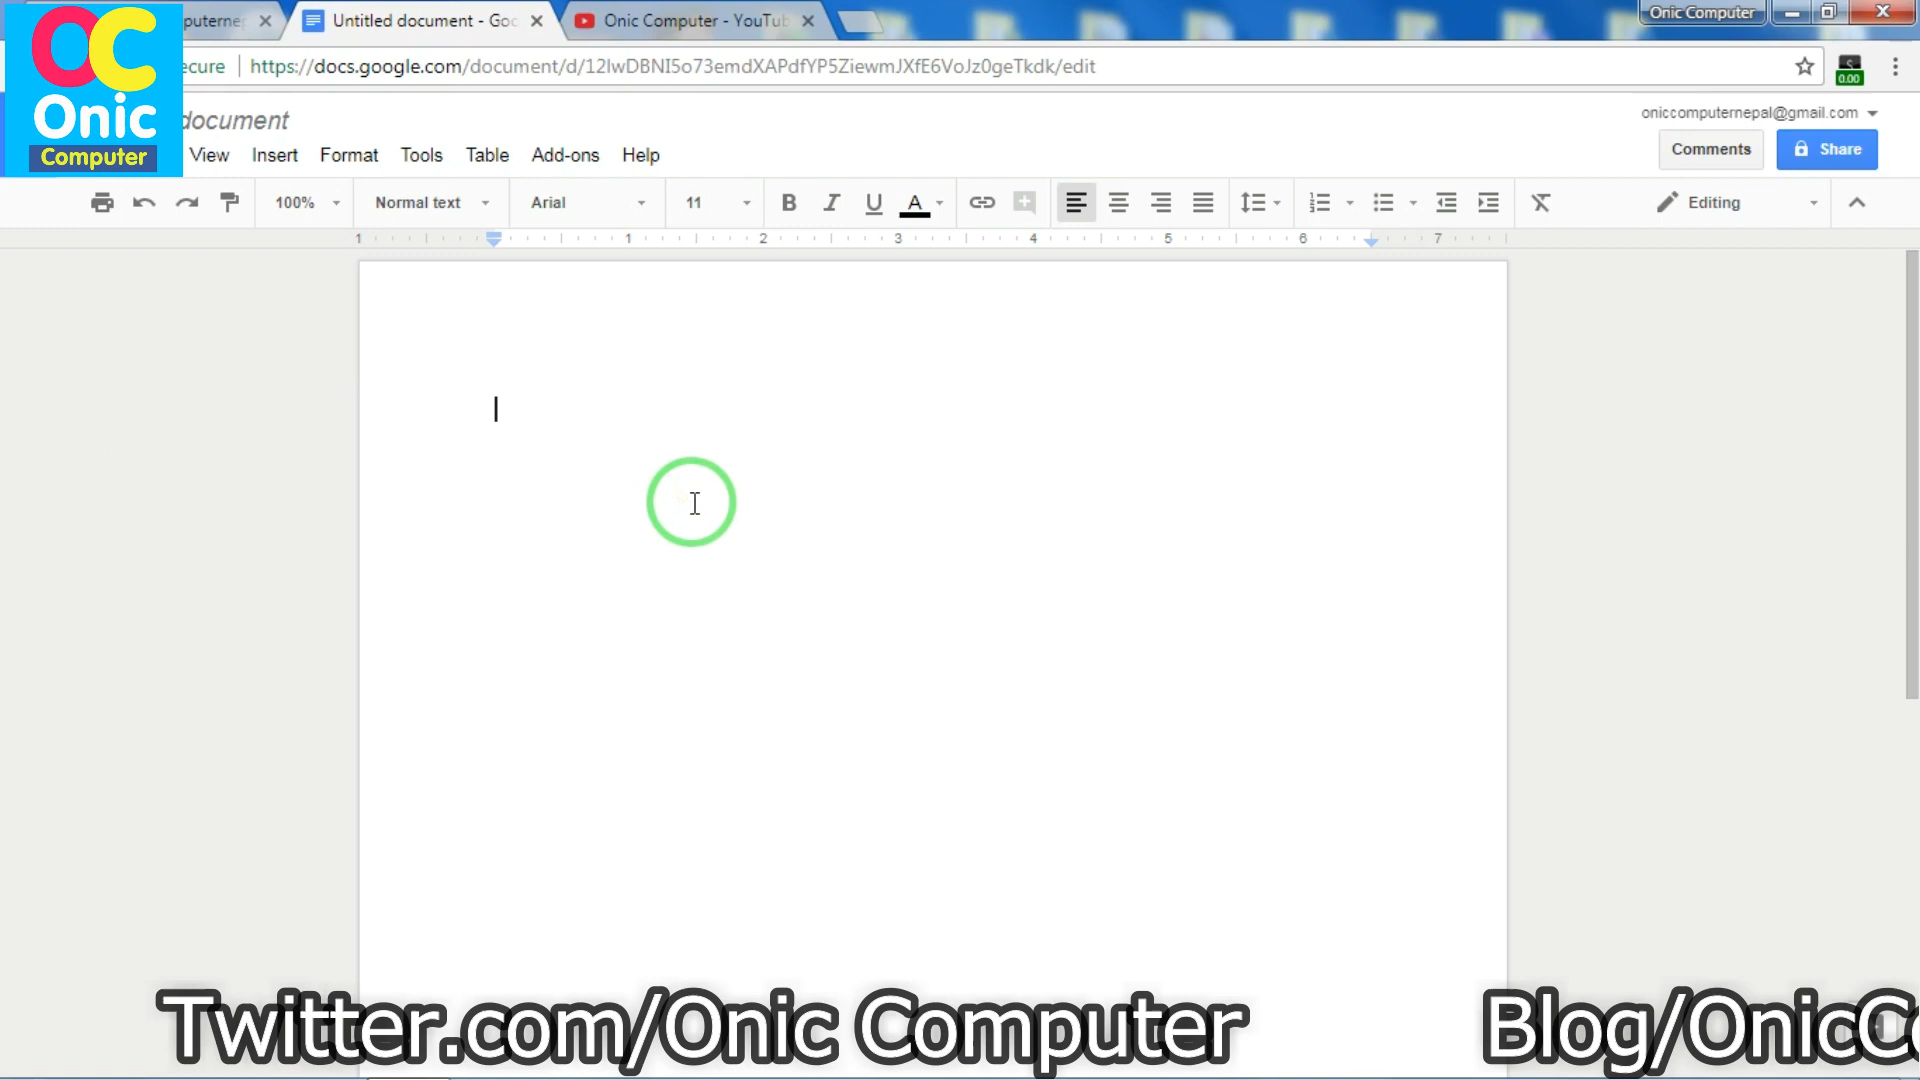 puterne
Untitled document - Goo
Onic Computer - YouTub
Onic Computer
OC
Onic
Computer
ecure
https://docs.google.com/document/d/12lwDBNI5o73emdXAPdfYP5ZiewmJXfE6VoJz0geTkdk/edit
S
0.00
document
oniccomputernepal@gmail.com
View Insert Format Tools Table Add-ons Help
Comments
Share
100% Normal text Arial 11 B I U A
Editing
1 1 2 3 4 5 6 7
Twitter.com/Onic Computer
Blog/OnicCo